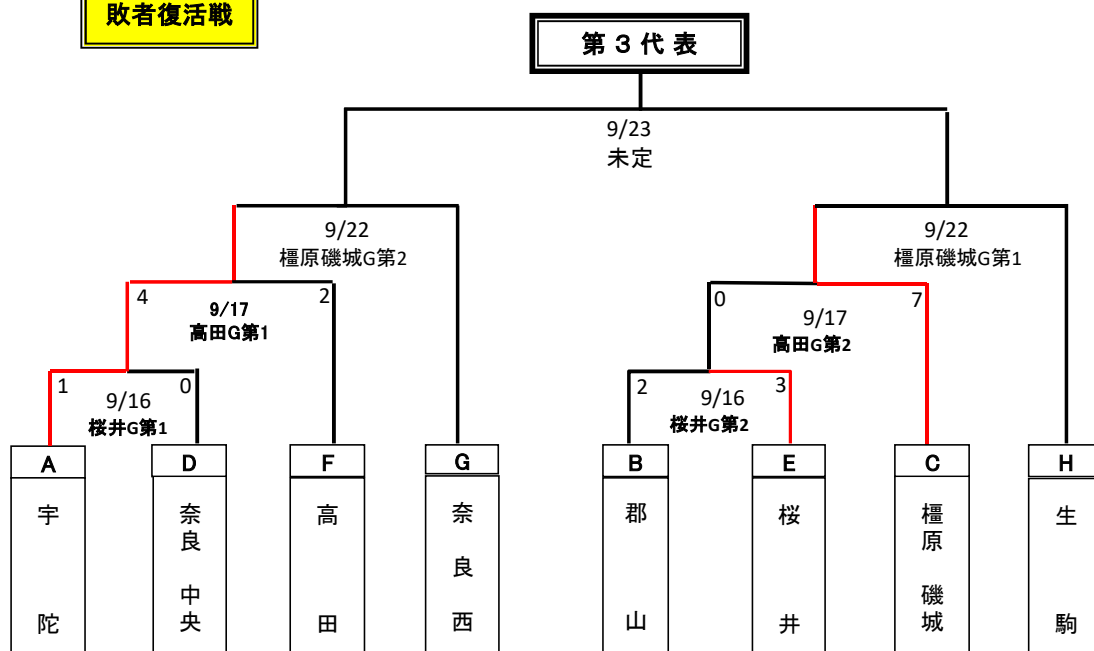 敗者復活戦
第３代表
9/23
未定
9/22
橿原磯城G第2
9/22
橿原磯城G第1
4
2
9/17
高田G第1
0
7
9/17
高田G第2
1
0
9/16
桜井G第1
2
3
9/16
桜井G第2
A
D
F
G
B
E
C
H
宇陀
奈良中央
高田
奈良西
郡山
桜井
橿原磯城
生駒